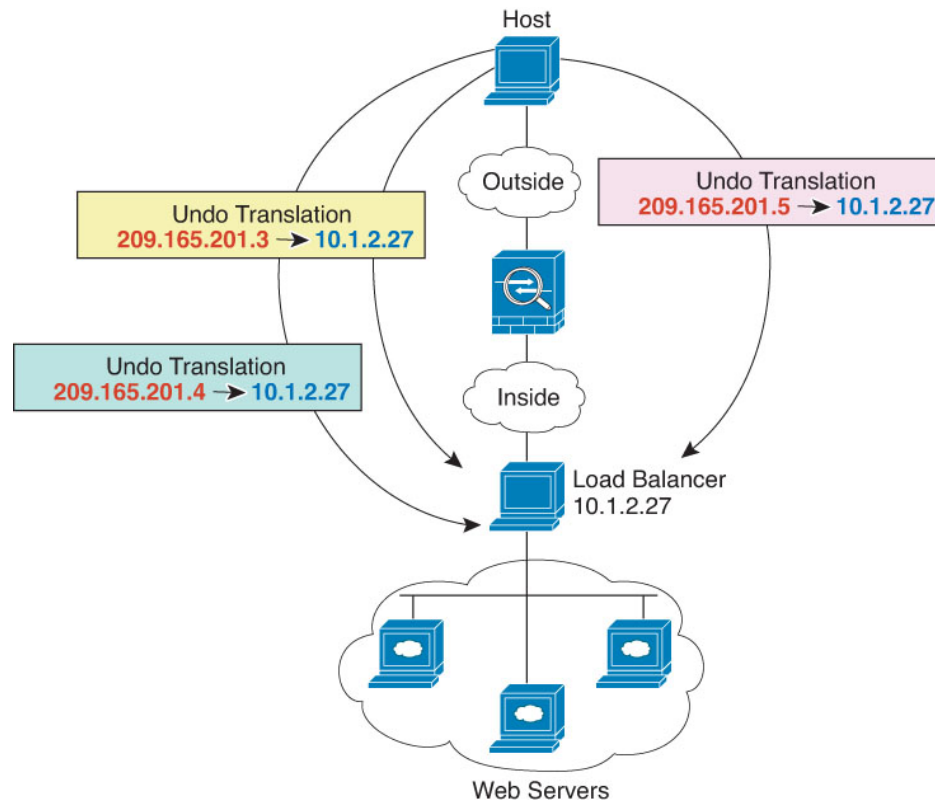 Host
Outside
Undo Translation
209.165.201.3 → 10.1.2.27
Undo Translation
209.165.201.5 → 10.1.2.27
Undo Translation
209.165.201.4 → 10.1.2.27
Inside
Load Balancer
10.1.2.27
Web Servers